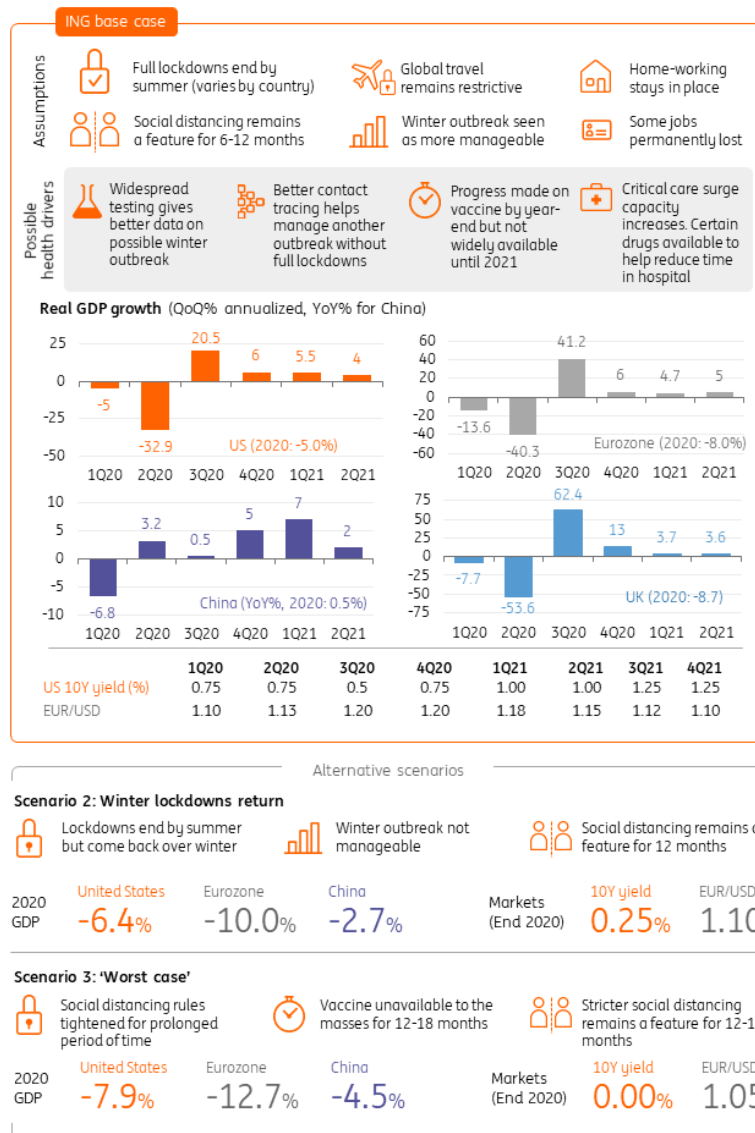 ING base case
Assumptions
Full lockdowns end by
summer (varies by country)
Global travel
remains restrictive
Home-working
stays in place
Social distancing remains
a feature for 6-12 months
Winter outbreak seen
as more manageable
Some jobs
permanently lost
Possible
health drivers
Widespread
testing gives
better data on
possible winter
outbreak
Better contact
tracing helps
manage another
outbreak without
full lockdowns
Progress made on
vaccine by year-
end but not
widely available
until 2021
Critical care surge
capacity
increases. Certain
drugs available to
help reduce time
in hospital
Real GDP growth (QoQ% annualized, YoY% for China)
25
0
-25
-50
-5
-32.9
20.5
6
5.5
4
US (2020: -5.0%)
1Q20 2Q20 3Q20 4Q20 1Q21 2Q21
60
40
20
0
-20
-40
-60
-13.6
-40.3
41.2
6
4.7
5
Eurozone (2020: -8.0%)
1Q20 2Q20 3Q20 4Q20 1Q21 2Q21
10
5
0
-5
-10
-6.8
3.2
0.5
5
7
2
China (YoY%, 2020: 0.5%)
1Q20 2Q20 3Q20 4Q20 1Q21 2Q21
75
50
25
0
-25
-50
-75
-7.7
-53.6
62.4
13
3.7
3.6
UK (2020: -8.7)
1Q20 2Q20 3Q20 4Q20 1Q21 2Q21
1Q20 2Q20 3Q20 4Q20 1Q21 2Q21 3Q21 4Q21
US 10Y yield (%) 0.75 0.75 0.5 0.75 1.00 1.00 1.25 1.25
EUR/USD 1.10 1.13 1.20 1.20 1.18 1.15 1.12 1.10
Alternative scenarios
Scenario 2: Winter lockdowns return
Lockdowns end by summer
but come back over winter
Winter outbreak not
manageable
Social distancing remains a
feature for 12 months
2020
GDP
United States
-6.4%
Eurozone
-10.0%
China
-2.7%
Markets
(End 2020)
10Y yield
0.25%
EUR/USD
1.10
Scenario 3: ‘Worst case’
Social distancing rules
tightened for prolonged
period of time
Vaccine unavailable to the
masses for 12-18 months
Stricter social distancing
remains a feature for 12-1
months
2020
GDP
United States
-7.9%
Eurozone
-12.7%
China
-4.5%
Markets
(End 2020)
10Y yield
0.00%
EUR/USD
1.05